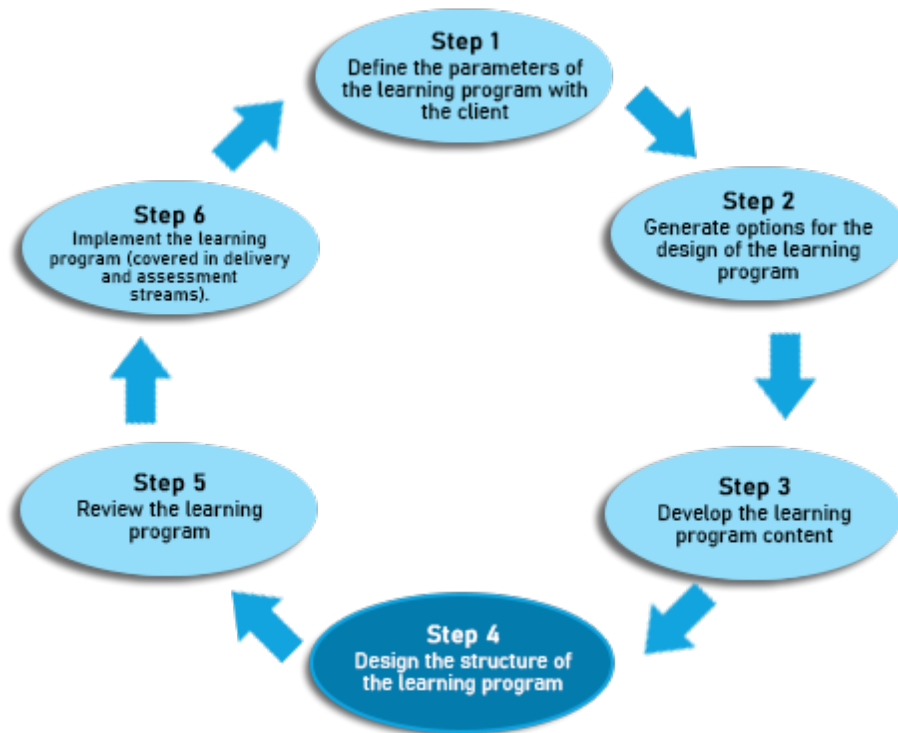 Step 1
Define the parameters of
the learning program with
the client
Step 2
Generate options for the
design of the learning
program
Step 3
Develop the learning
program content
Step 4
Design the structure of
the learning program
Step 5
Review the learning
program
Step 6
Implement the learning
program (covered in delivery
and assessment
streams).